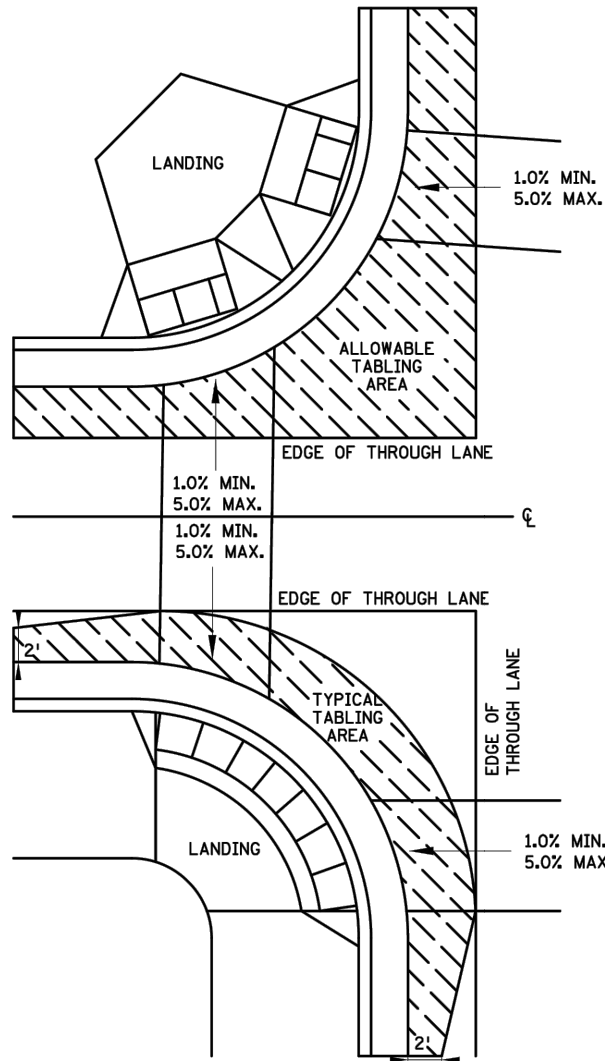 LANDING
1.0% MIN.
5.0% MAX.
ALLOWABLE
TABLING
AREA
EDGE OF THROUGH LANE
1.0% MIN.
5.0% MAX.
℄
1.0% MIN.
5.0% MAX.
EDGE OF THROUGH LANE
2'
TYPICAL
TABLING
AREA
EDGE OF
THROUGH LANE
LANDING
1.0% MIN.
5.0% MAX
2'